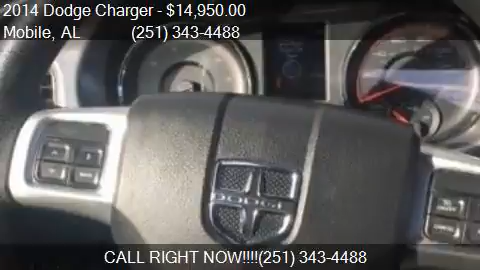 2014 Dodge Charger - $14,950.00
Mobile, AL (251) 343-4488
DODGE
CALL RIGHT NOW!!!!(251) 343-4488